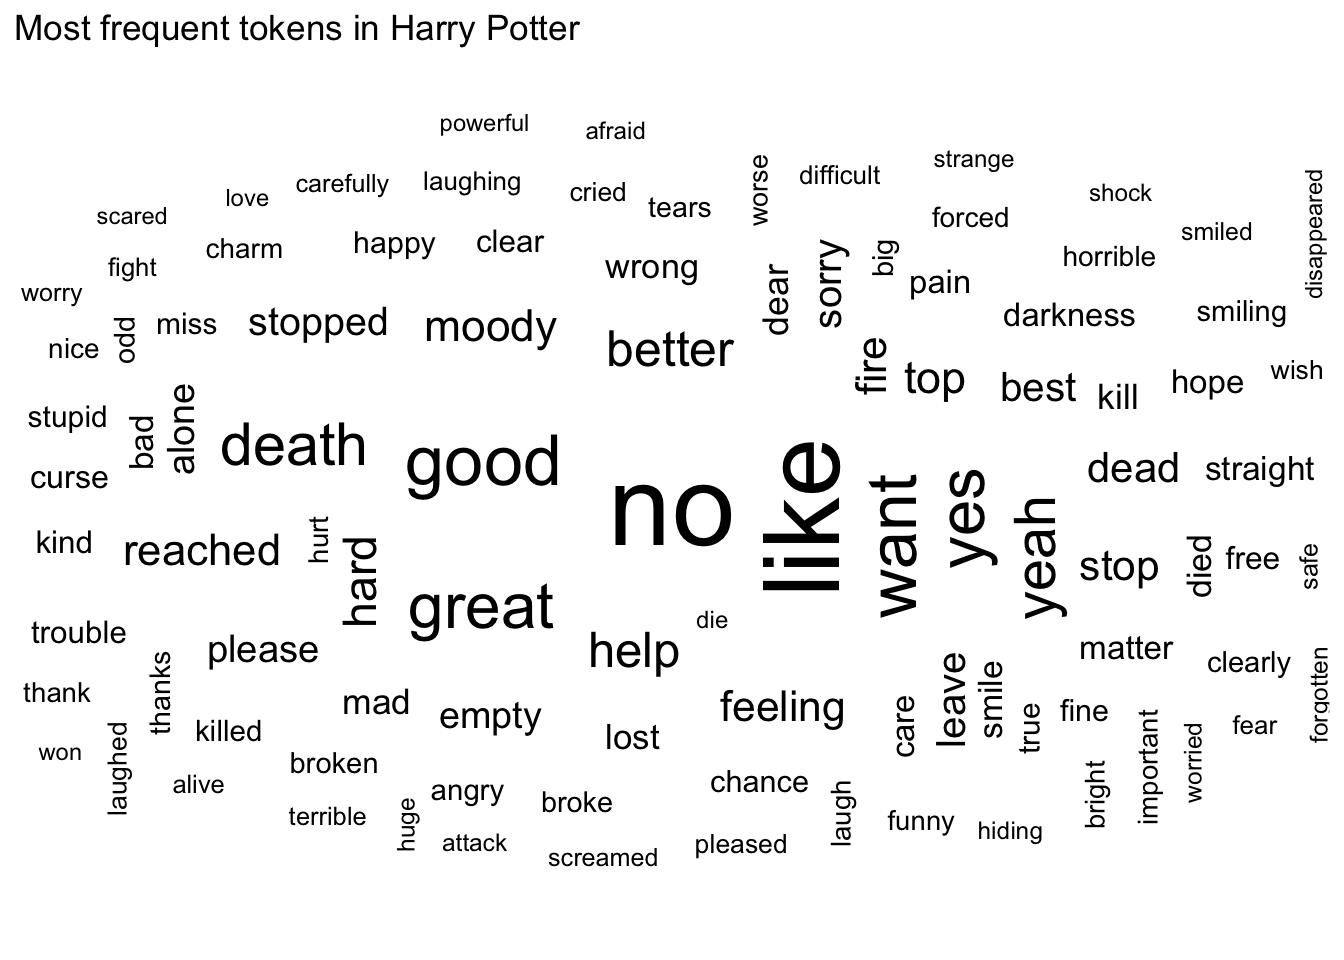 Most frequent tokens in Harry Potter
powerful
afraid
strange
difficult
worse
laughing
carefully
cried
shock
love
tears
scared
forced
smiled
disappeared
charm
happy
clear
horrible
big
fight
wrong
pain
sorry
dear
worry
smiling
darkness
miss
stopped
moody
odd
nice
better
fire
top
best
kill
hope
wish
stupid
bad
alone
death
good
no
like
want
yes
yeah
dead
straight
curse
kind
reached
hurt
hard
great
stop
died
free
safe
die
trouble
please
help
matter
clearly
forgotten
thank
thanks
mad
empty
feeling
care
leave
smile
true
fine
important
worried
fear
won
laughed
killed
lost
broken
alive
chance
bright
angry
broke
terrible
huge
laugh
funny
hiding
attack
screamed
pleased